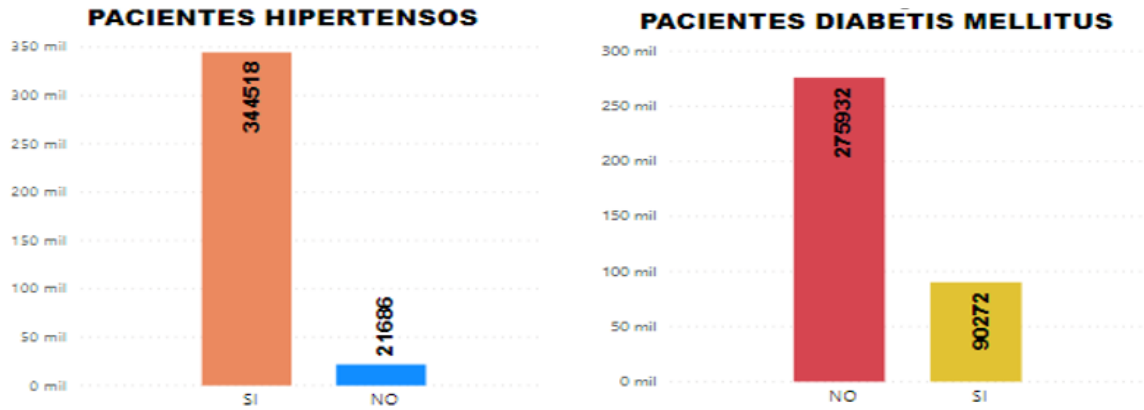 PACIENTES HIPERTENSOS
350 mil
300 mil
250 mil
200 mil
150 mil
100 mil
50 mil
0 mil
344518
21686
SI
NO
PACIENTES DIABETIS MELLITUS
300 mil
250 mil
200 mil
150 mil
100 mil
50 mil
0 mil
275932
90272
NO
SI